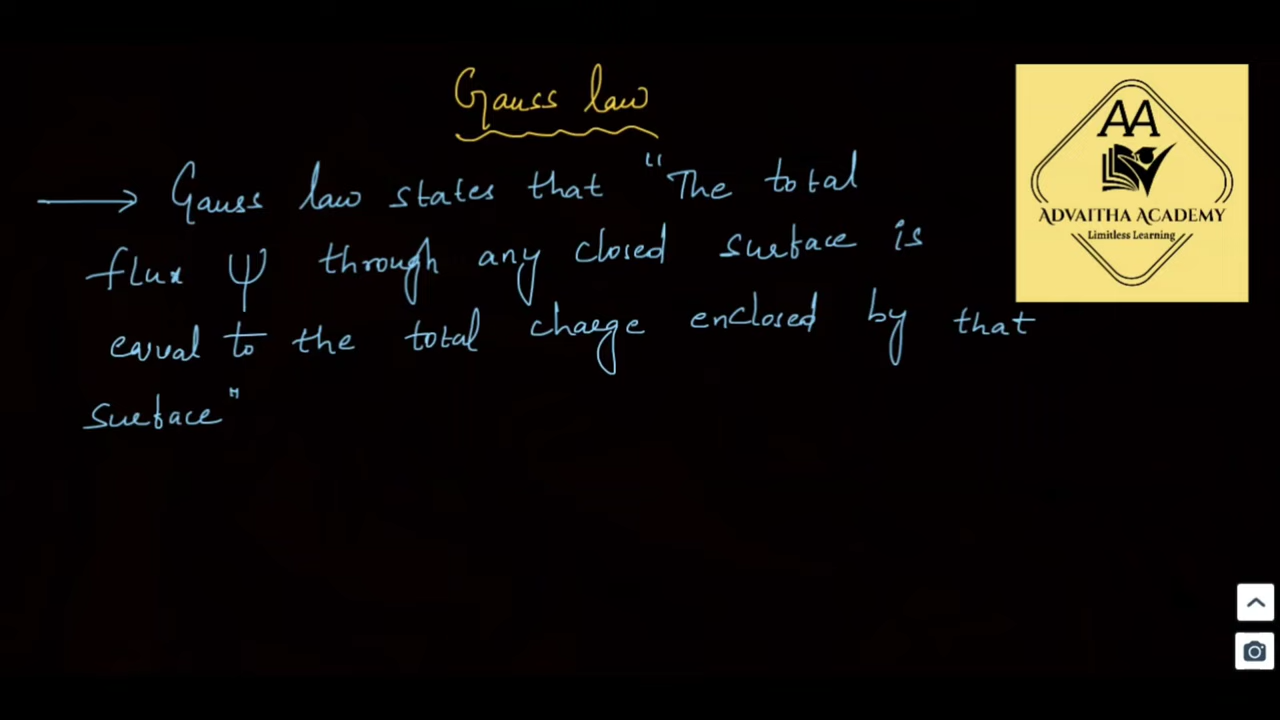 Gauss law
Gauss law states that "The total
flux ψ through any closed surface is
equal to the total charge enclosed by that
surface"
AA
ADVAITHA ACADEMY
Limitless Learning